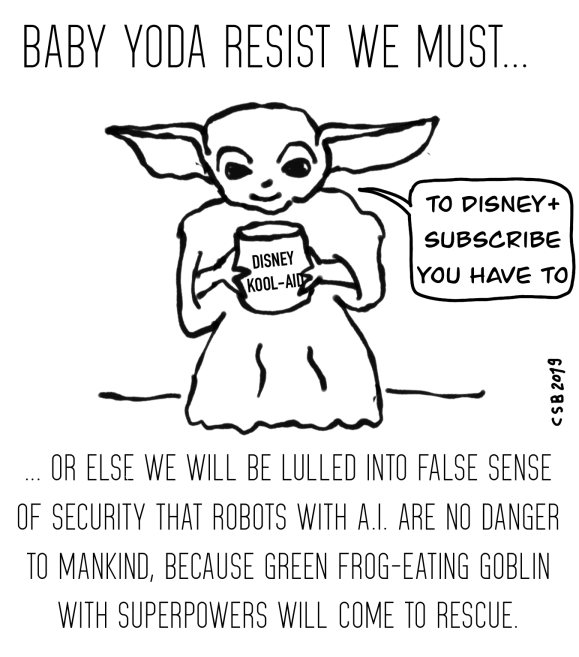 BABY YODA RESIST WE MUST...
TO DISNEY+
SUBSCRIBE
YOU HAVE TO
DISNEY
KOOL-AID
CSB2019
... OR ELSE WE WILL BE LULLED INTO FALSE SENSE
OF SECURITY THAT ROBOTS WITH A.I. ARE NO DANGER
TO MANKIND, BECAUSE GREEN FROG-EATING GOBLIN
WITH SUPERPOWERS WILL COME TO RESCUE.